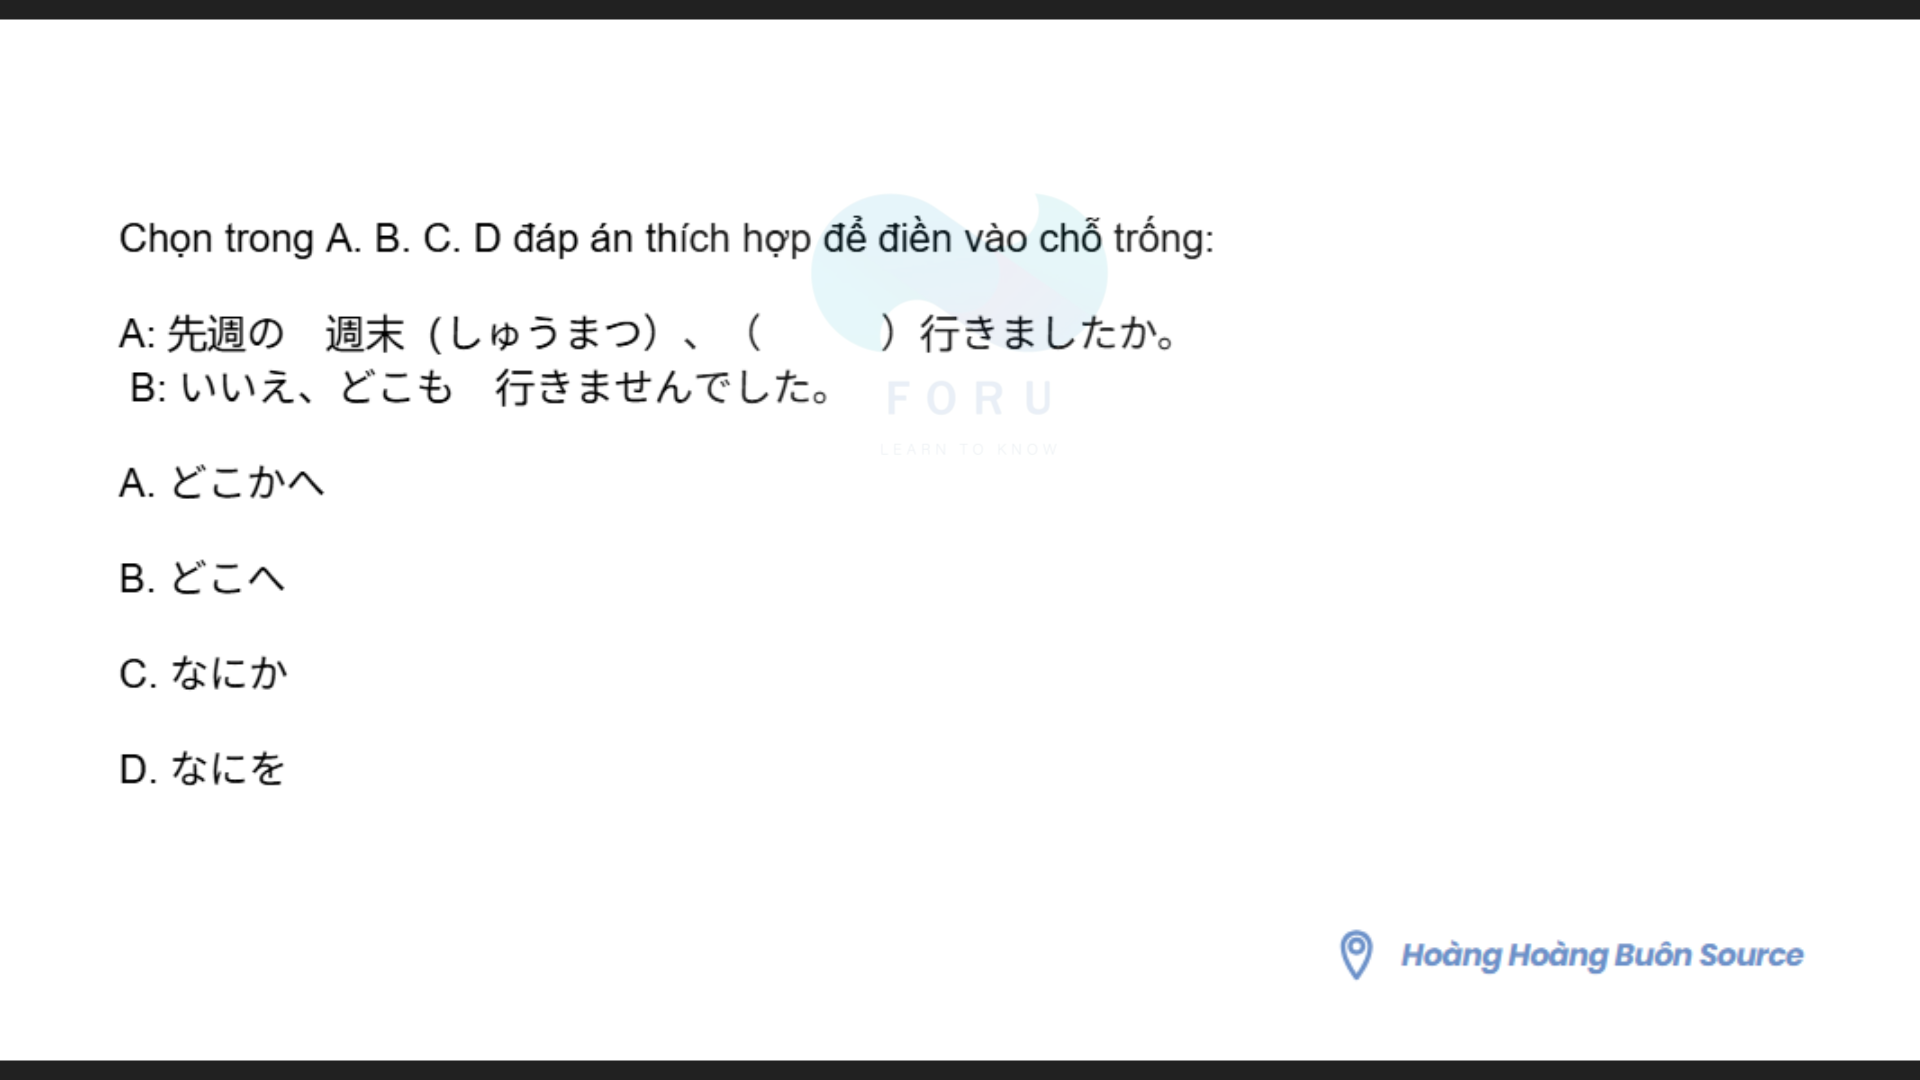 Chọn trong A. B. C. D đáp án thích hợp để điền vào chỗ trống:
A: 先週の　週末（しゅうまつ）、（　　　）行きましたか。
B: いいえ、どこも　行きませんでした。
FORU
LEARN TO KNOW
A. どこかへ
B. どこへ
C. なにか
D. なにを
Hoàng Hoàng Buôn Source